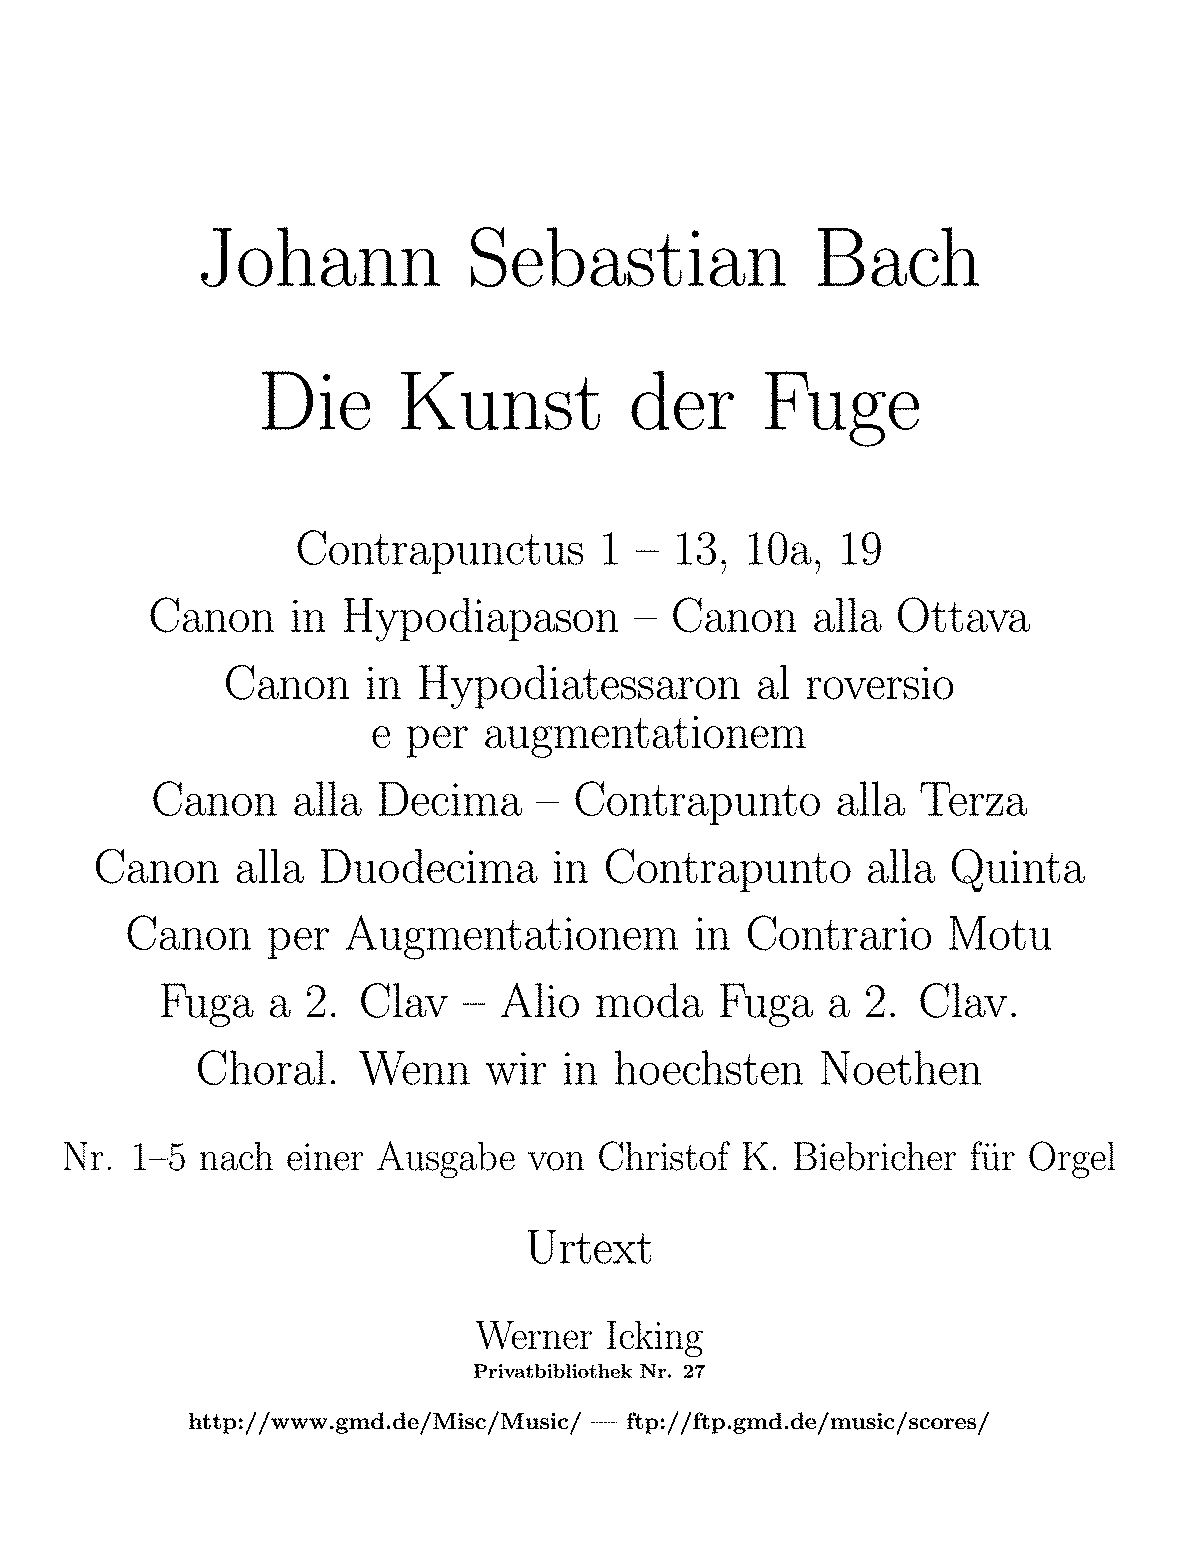 Johann Sebastian Bach
Die Kunst der Fuge
Contrapunctus 1 – 13, 10a, 19
Canon in Hypodiapason – Canon alla Ottava
Canon in Hypodiatessaron al roversio
e per augmentationem
Canon alla Decima – Contrapunto alla Terza
Canon alla Duodecima in Contrapunto alla Quinta
Canon per Augmentationem in Contrario Motu
Fuga a 2. Clav – Alio moda Fuga a 2. Clav.
Choral. Wenn wir in hoechsten Noethen
Nr. 1–5 nach einer Ausgabe von Christof K. Biebricher für Orgel
Urtext
Werner Icking
Privatbibliothek Nr. 27
http://www.gmd.de/Misc/Music/ — ftp://ftp.gmd.de/music/scores/